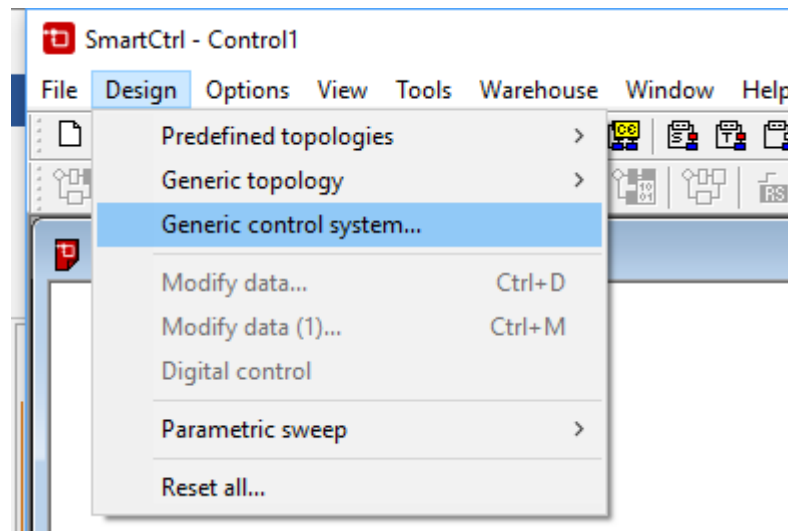 SmartCtrl - Control1
File Design Options View Tools Warehouse Window Help
Predefined topologies
Generic topology
Generic control system...
Modify data... Ctrl+D
Modify data (1)... Ctrl+M
Digital control
Parametric sweep
Reset all...